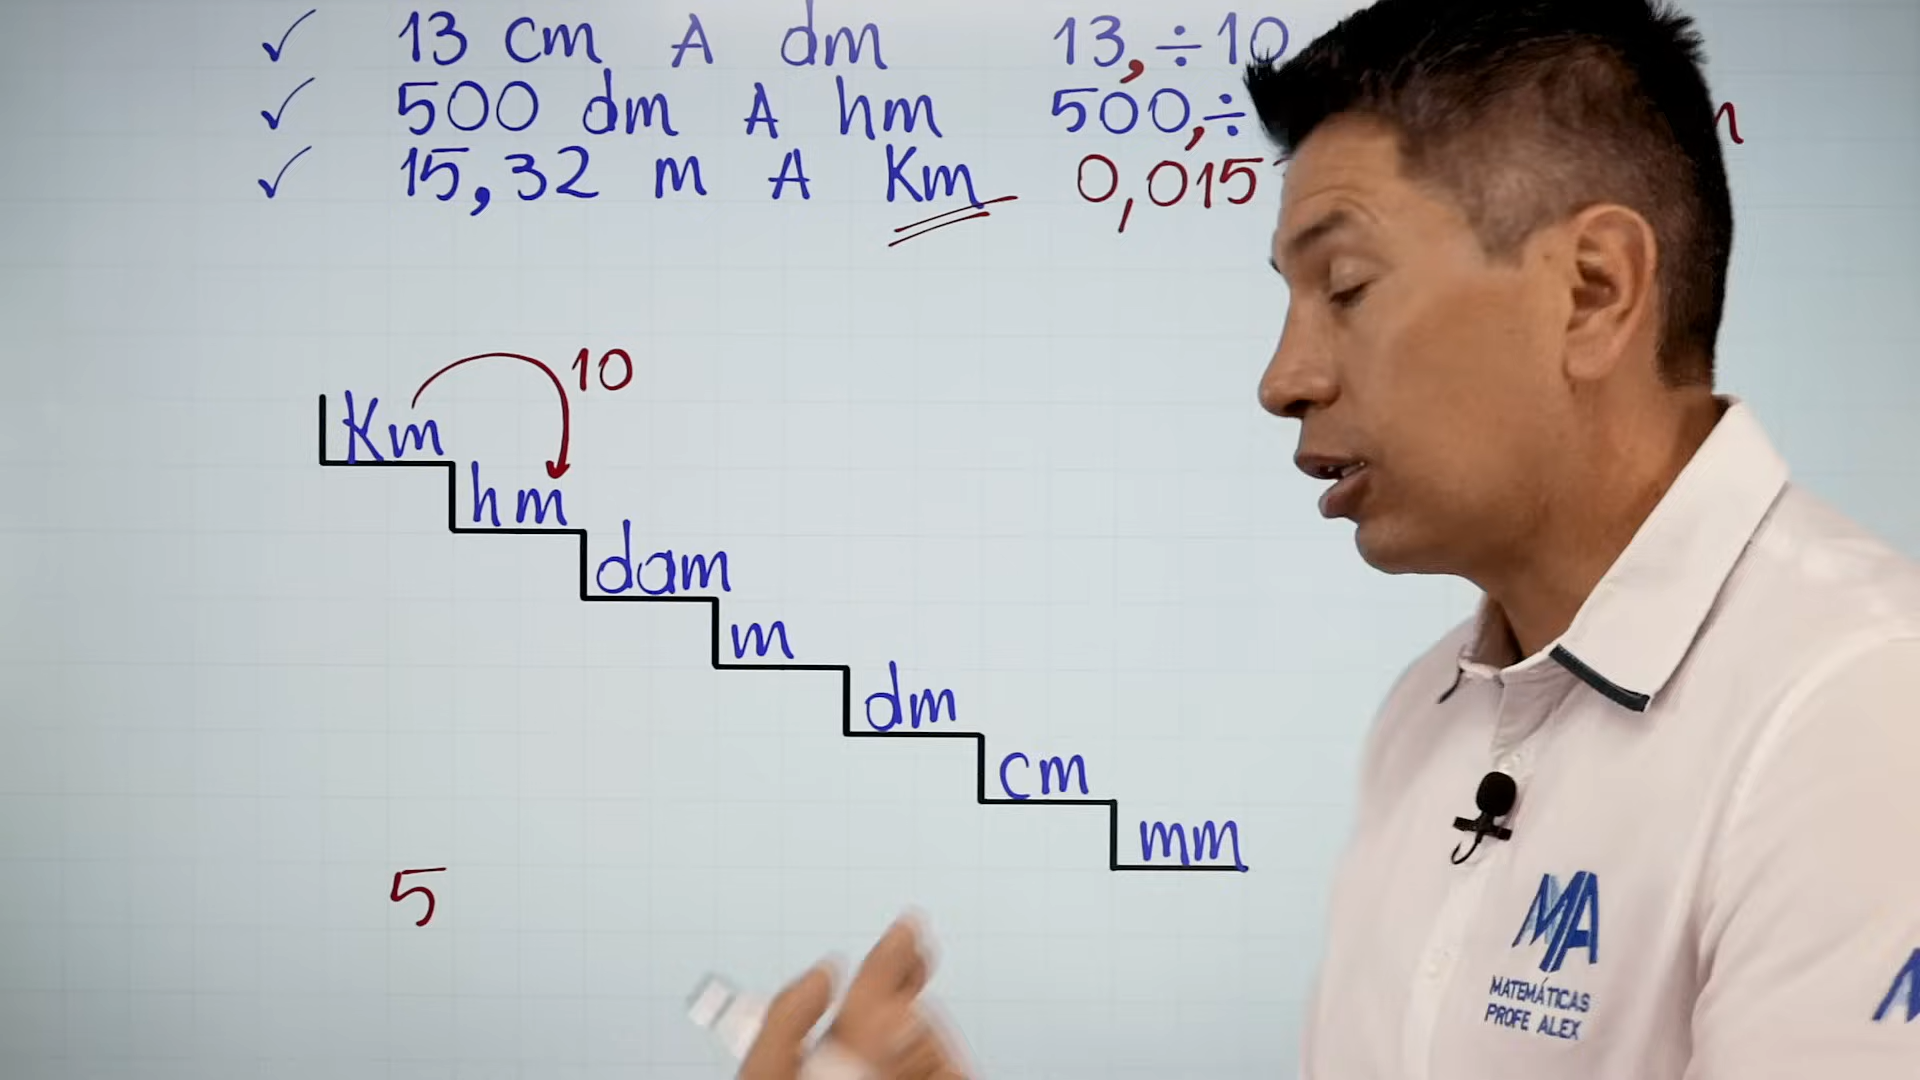 ✓ 13 cm A dm 13, ÷ 10
✓ 500 dm A hm 500, ÷
✓ 15,32 m A Km 0,015
10
Km
hm
dam
m
dm
cm
mm
5
MA
MATEMÁTICAS
PROFE ALEX